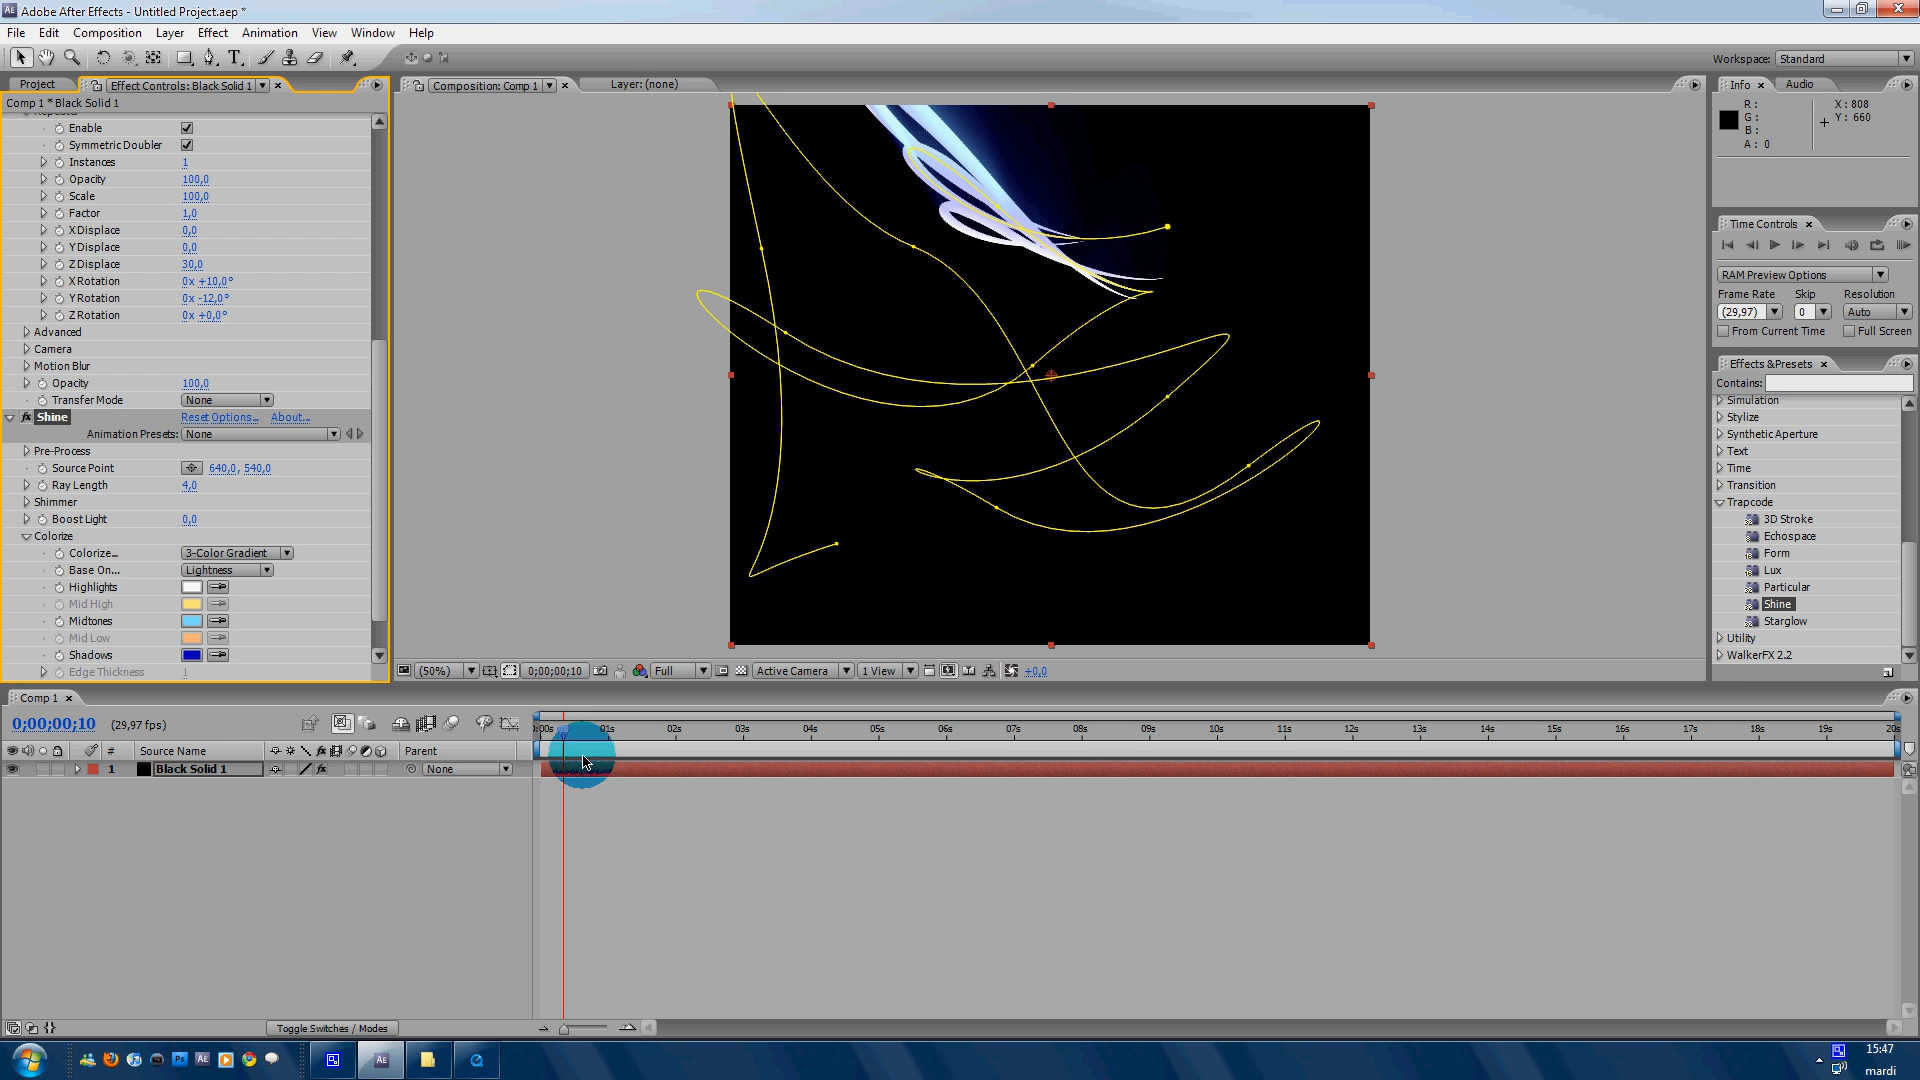 Adobe After Effects - Untitled Project.aep *
File Edit Composition Layer Effect Animation View Window Help
Workspace: Standard
Project Effect Controls: Black Solid 1
Comp 1 * Black Solid 1
Enable
Symmetric Doubler
Instances 1
Opacity 100,0
Scale 100,0
Factor 1,0
X Displace 0,0
Y Displace 0,0
Z Displace 30,0
X Rotation 0x +10,0°
Y Rotation 0x -12,0°
Z Rotation 0x +0,0°
Advanced
Camera
Motion Blur
Opacity 100,0
Transfer Mode None
Shine Reset Options... About...
Animation Presets: None
Pre-Process
Source Point 640,0, 540,0
Ray Length 4,0
Shimmer
Boost Light 0,0
Colorize
Colorize... 3-Color Gradient
Base On... Lightness
Highlights
Mid High
Midtones
Mid Low
Shadows
Edge Thickness 1
Composition: Comp 1 Layer: (none)
(50%) 0;00;00;10 Full Active Camera 1 View +0,0
Info Audio
R : X : 808
G : Y : 660
B :
A : 0
Time Controls
RAM Preview Options
Frame Rate Skip Resolution
(29,97) 0 Auto
From Current Time Full Screen
Effects & Presets
Contains:
Simulation
Stylize
Synthetic Aperture
Text
Time
Transition
Trapcode
3D Stroke
Echospace
Form
Lux
Particular
Shine
Starglow
Utility
WalkerFX 2.2
Comp 1
0;00;00;10 (29,97 fps)
:00s 01s 02s 03s 04s 05s 06s 07s 08s 09s 10s 11s 12s 13s 14s 15s 16s 17s 18s 19s 20s
# Source Name Parent
1 Black Solid 1 None
Toggle Switches / Modes
15:47
mardi